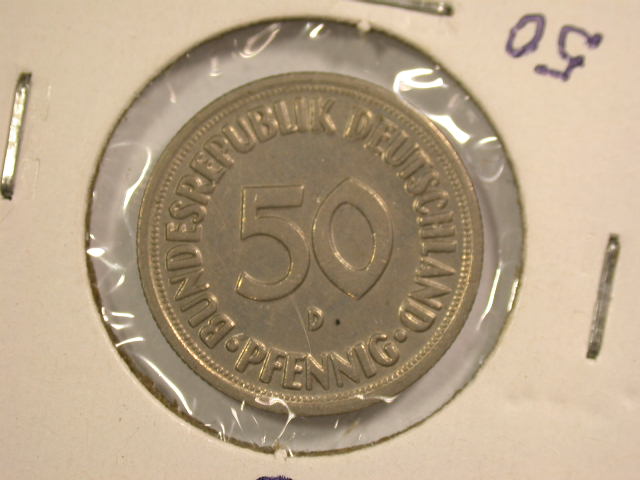 50
BUNDESREPUBLIK DEUTSCHLAND
50
D
· PFENNIG ·